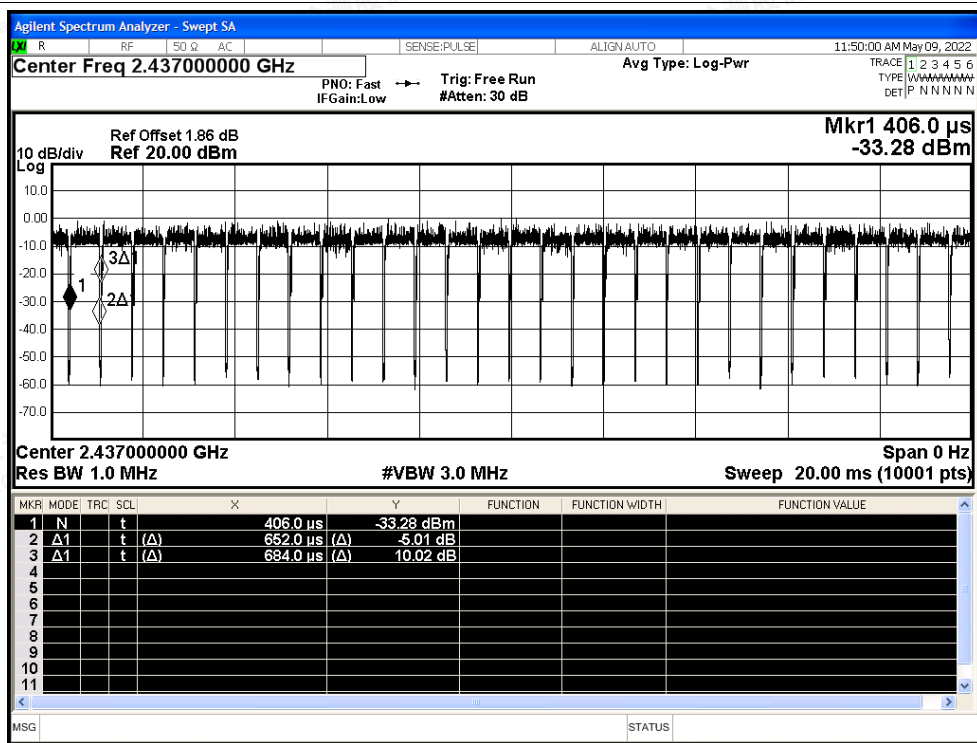 Agilent Spectrum Analyzer - Swept SA
LXI R RF 50 Ω AC SENSE:PULSE ALIGN AUTO 11:50:00 AM May 09, 2022
Center Freq 2.437000000 GHz Avg Type: Log-Pwr TRACE 1 2 3 4 5 6
PNO: Fast Trig: Free Run TYPE W
IFGain:Low #Atten: 30 dB DET P N N N N N
Mkr1 406.0 µs
Ref Offset 1.86 dB
10 dB/div Ref 20.00 dBm -33.28 dBm
Log
10.0
0.00
-10.0
3Δ1
-20.0
1
-30.0 2Δ1
-40.0
-50.0
-60.0
-70.0
Center 2.437000000 GHz Span 0 Hz
Res BW 1.0 MHz #VBW 3.0 MHz Sweep 20.00 ms (10001 pts)
MKR MODE TRC SCL X Y FUNCTION FUNCTION WIDTH FUNCTION VALUE
1 N t 406.0 µs -33.28 dBm
2 Δ1 t (Δ) 652.0 µs (Δ) -5.01 dB
3 Δ1 t (Δ) 684.0 µs (Δ) 10.02 dB
4
5
6
7
8
9
10
11
MSG STATUS